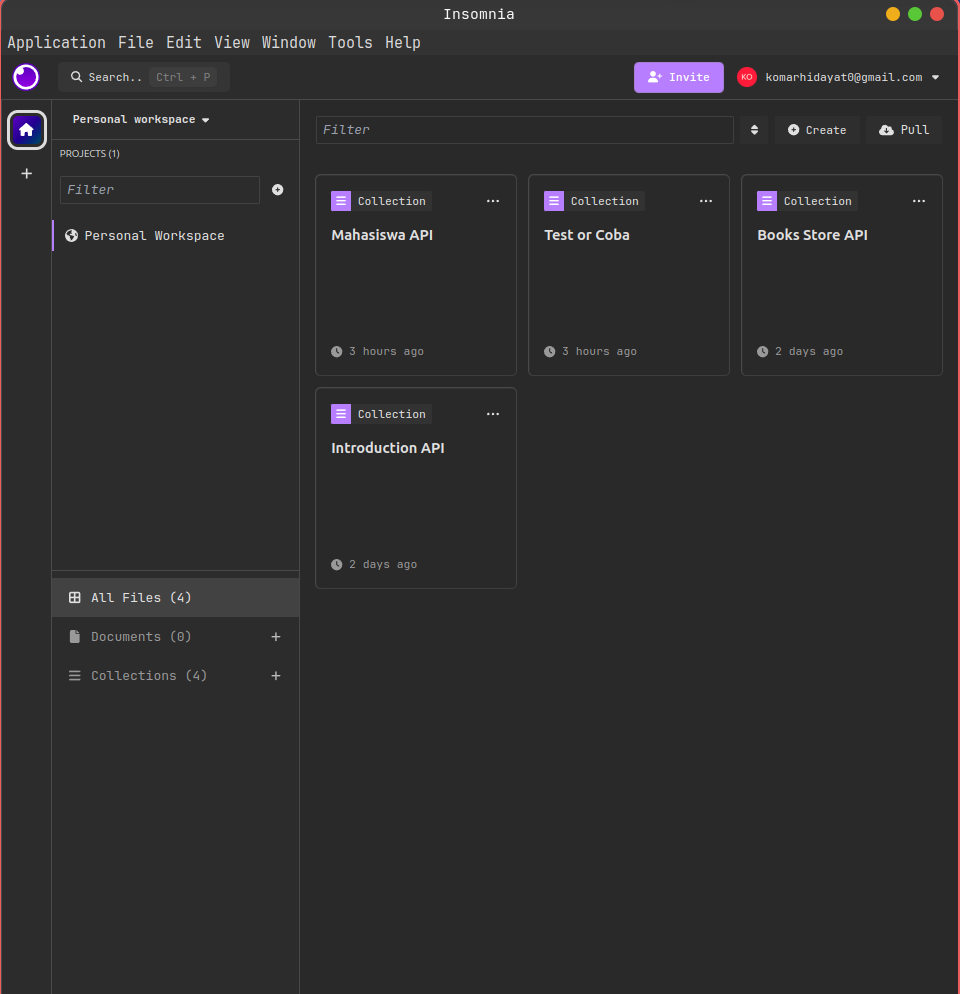 Insomnia
Application File Edit View Window Tools Help
Search.. Ctrl + P
Invite
KO
komarhidayat0@gmail.com
Personal workspace
PROJECTS (1)
Filter
Personal Workspace
All Files (4)
Documents (0)
Collections (4)
Filter
Create
Pull
Collection
Mahasiswa API
3 hours ago
Collection
Test or Coba
3 hours ago
Collection
Books Store API
2 days ago
Collection
Introduction API
2 days ago